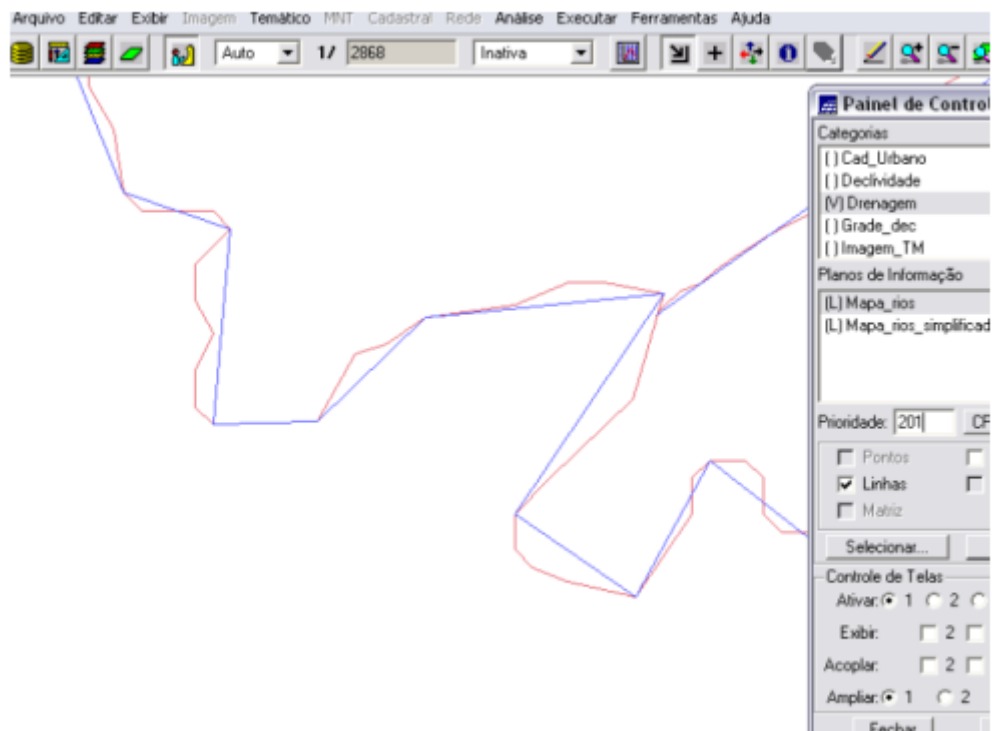 Arquivo Editar Exibir Imagem Temático MNT Cadastral Rede Análise Executar Ferramentas Ajuda
Auto 1/ 2868 Inativa
Painel de Control
Categorias
( ) Cad_Urbano
( ) Declividade
(V) Drenagem
( ) Grade_dec
( ) Imagem_TM
Planos de Informação
(L) Mapa_rios
(L) Mapa_rios_simplificad
Prioridade: 201 CR
Pontos
Linhas
Matriz
Selecionar...
Controle de Telas
Ativar: 1 2
Exibir: 2
Acoplar: 2
Ampliar: 1 2
Fechar